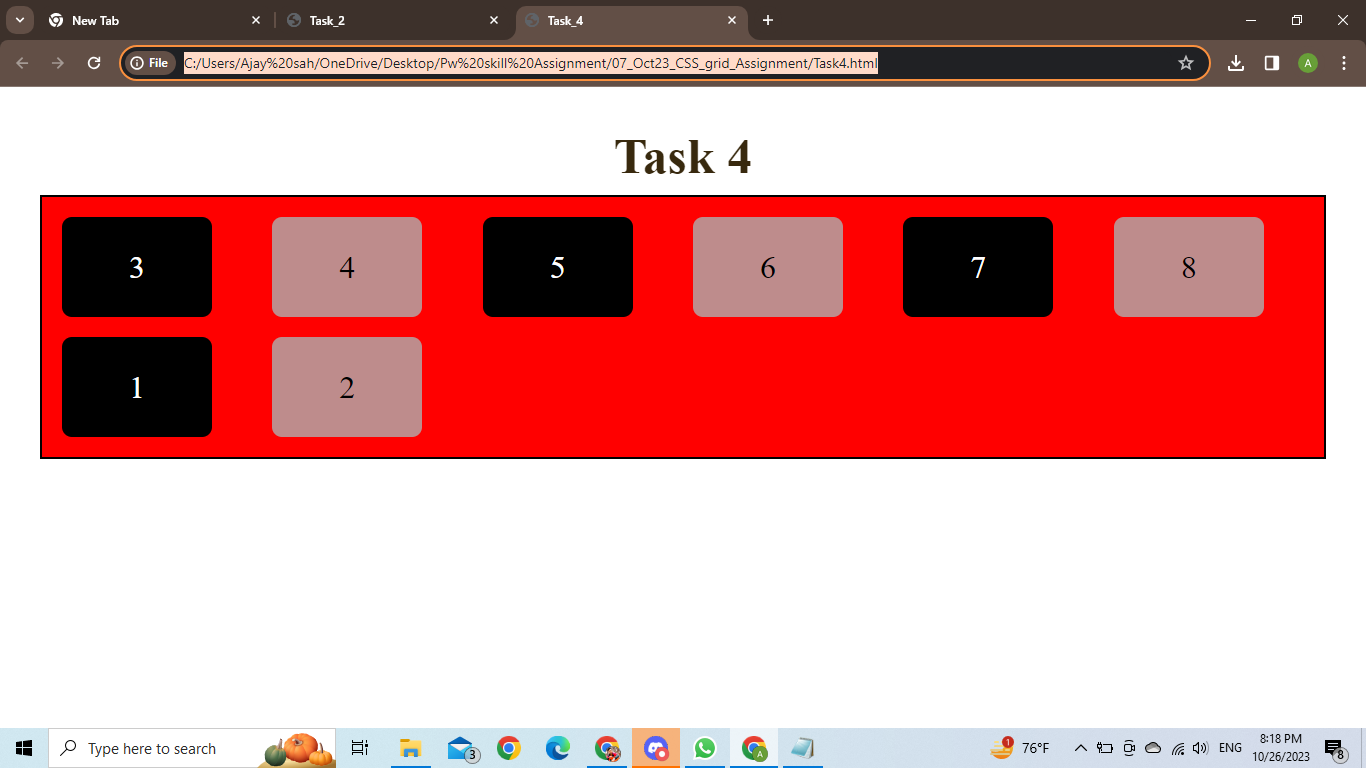 New Tab
Task_2
Task_4
File
C:/Users/Ajay%20sah/OneDrive/Desktop/Pw%20skill%20Assignment/07_Oct23_CSS_grid_Assignment/Task4.html
A
Task 4
3 4 5 6 7 8
1 2
Type here to search
3
A
1
76°F
ENG
8:18 PM
10/26/2023
8